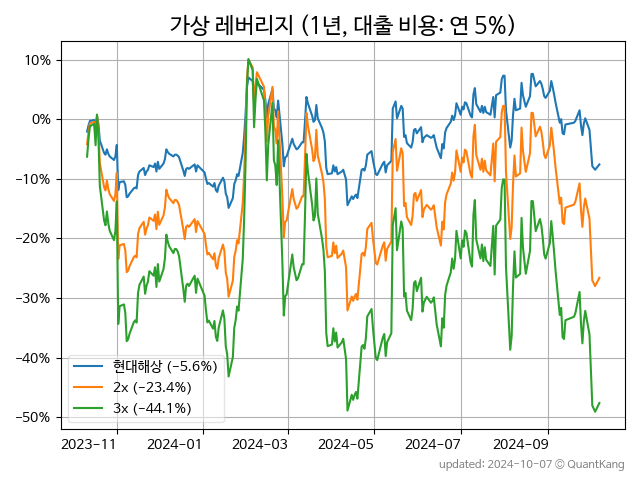 가상 레버리지 (1년, 대출 비용: 연 5%)
10%
0%
−10%
−20%
−30%
−40%
−50%
현대해상 (−5.6%)
2x (−23.4%)
3x (−44.1%)
2023-11 2024-01 2024-03 2024-05 2024-07 2024-09
updated: 2024-10-07 © QuantKang